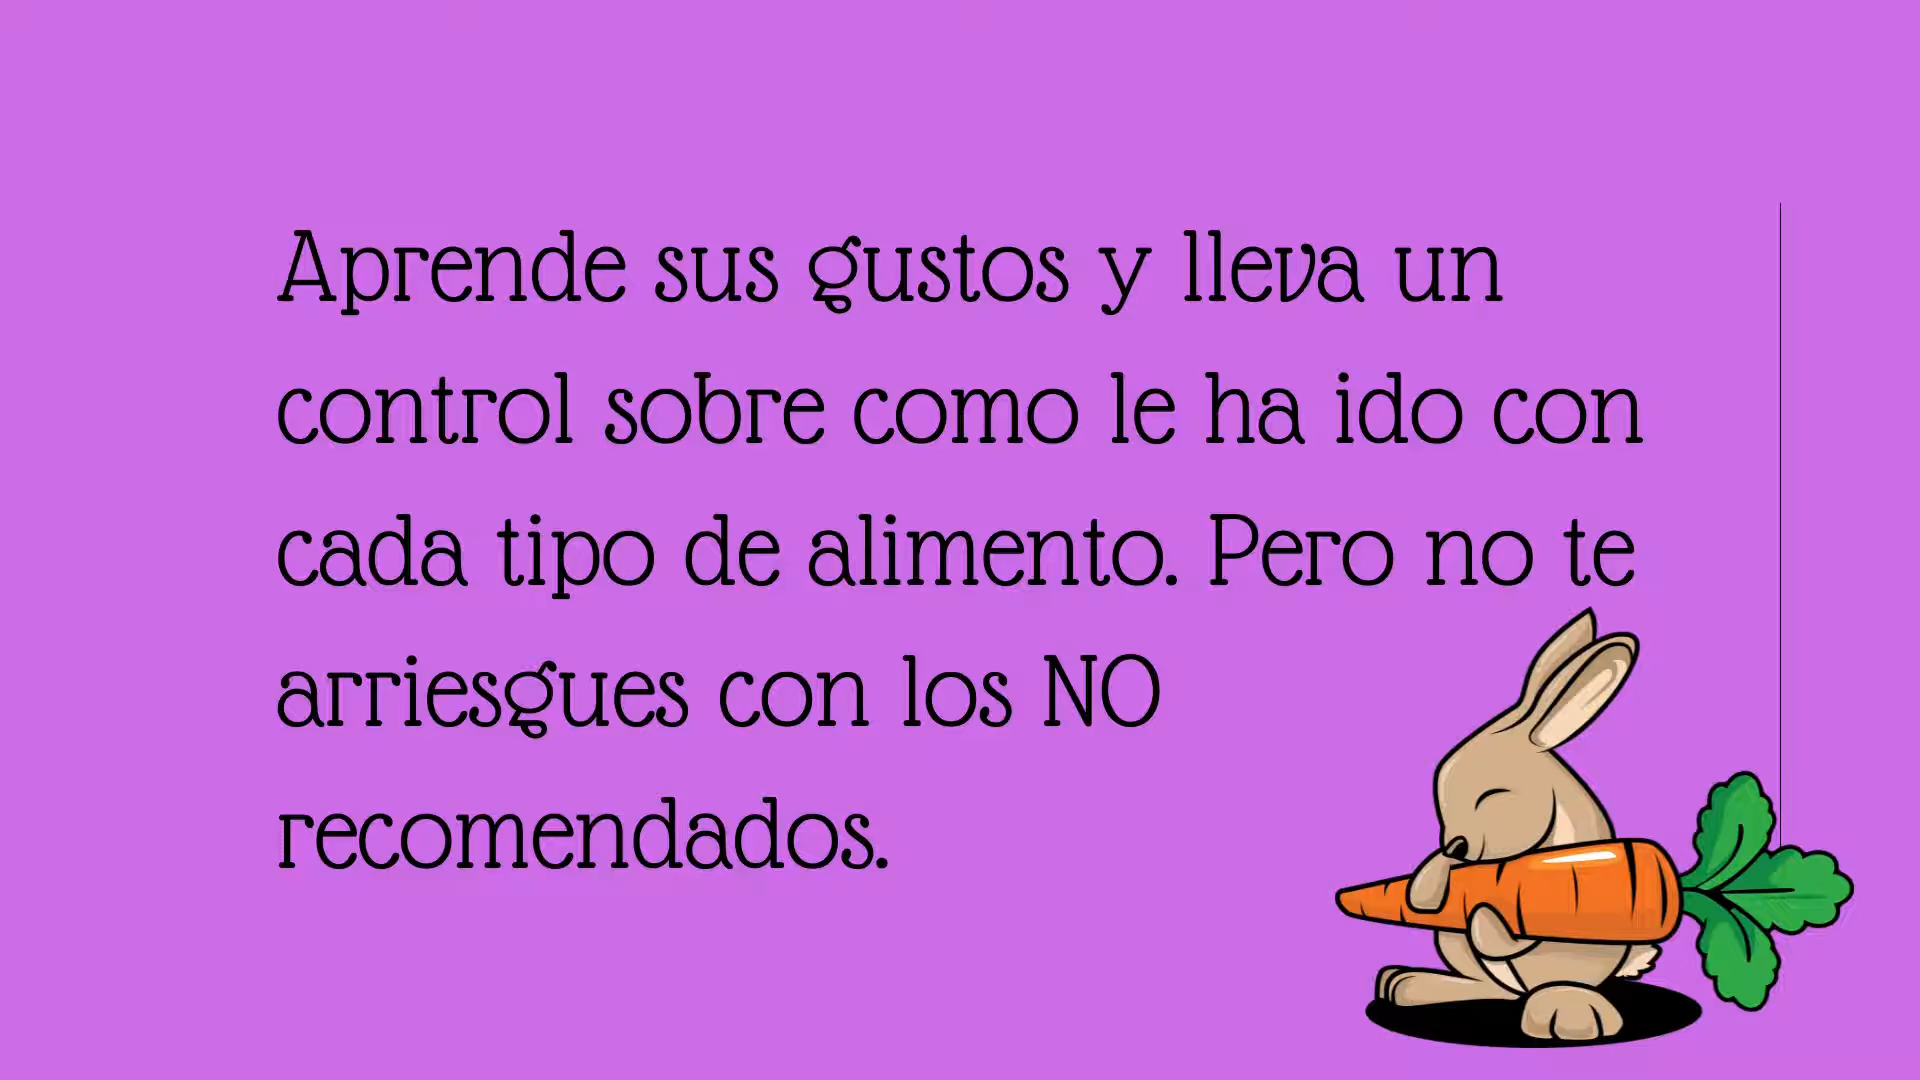 Aprende sus gustos y lleva un
control sobre como le ha ido con
cada tipo de alimento. Pero no te
arriesgues con los NO
recomendados.